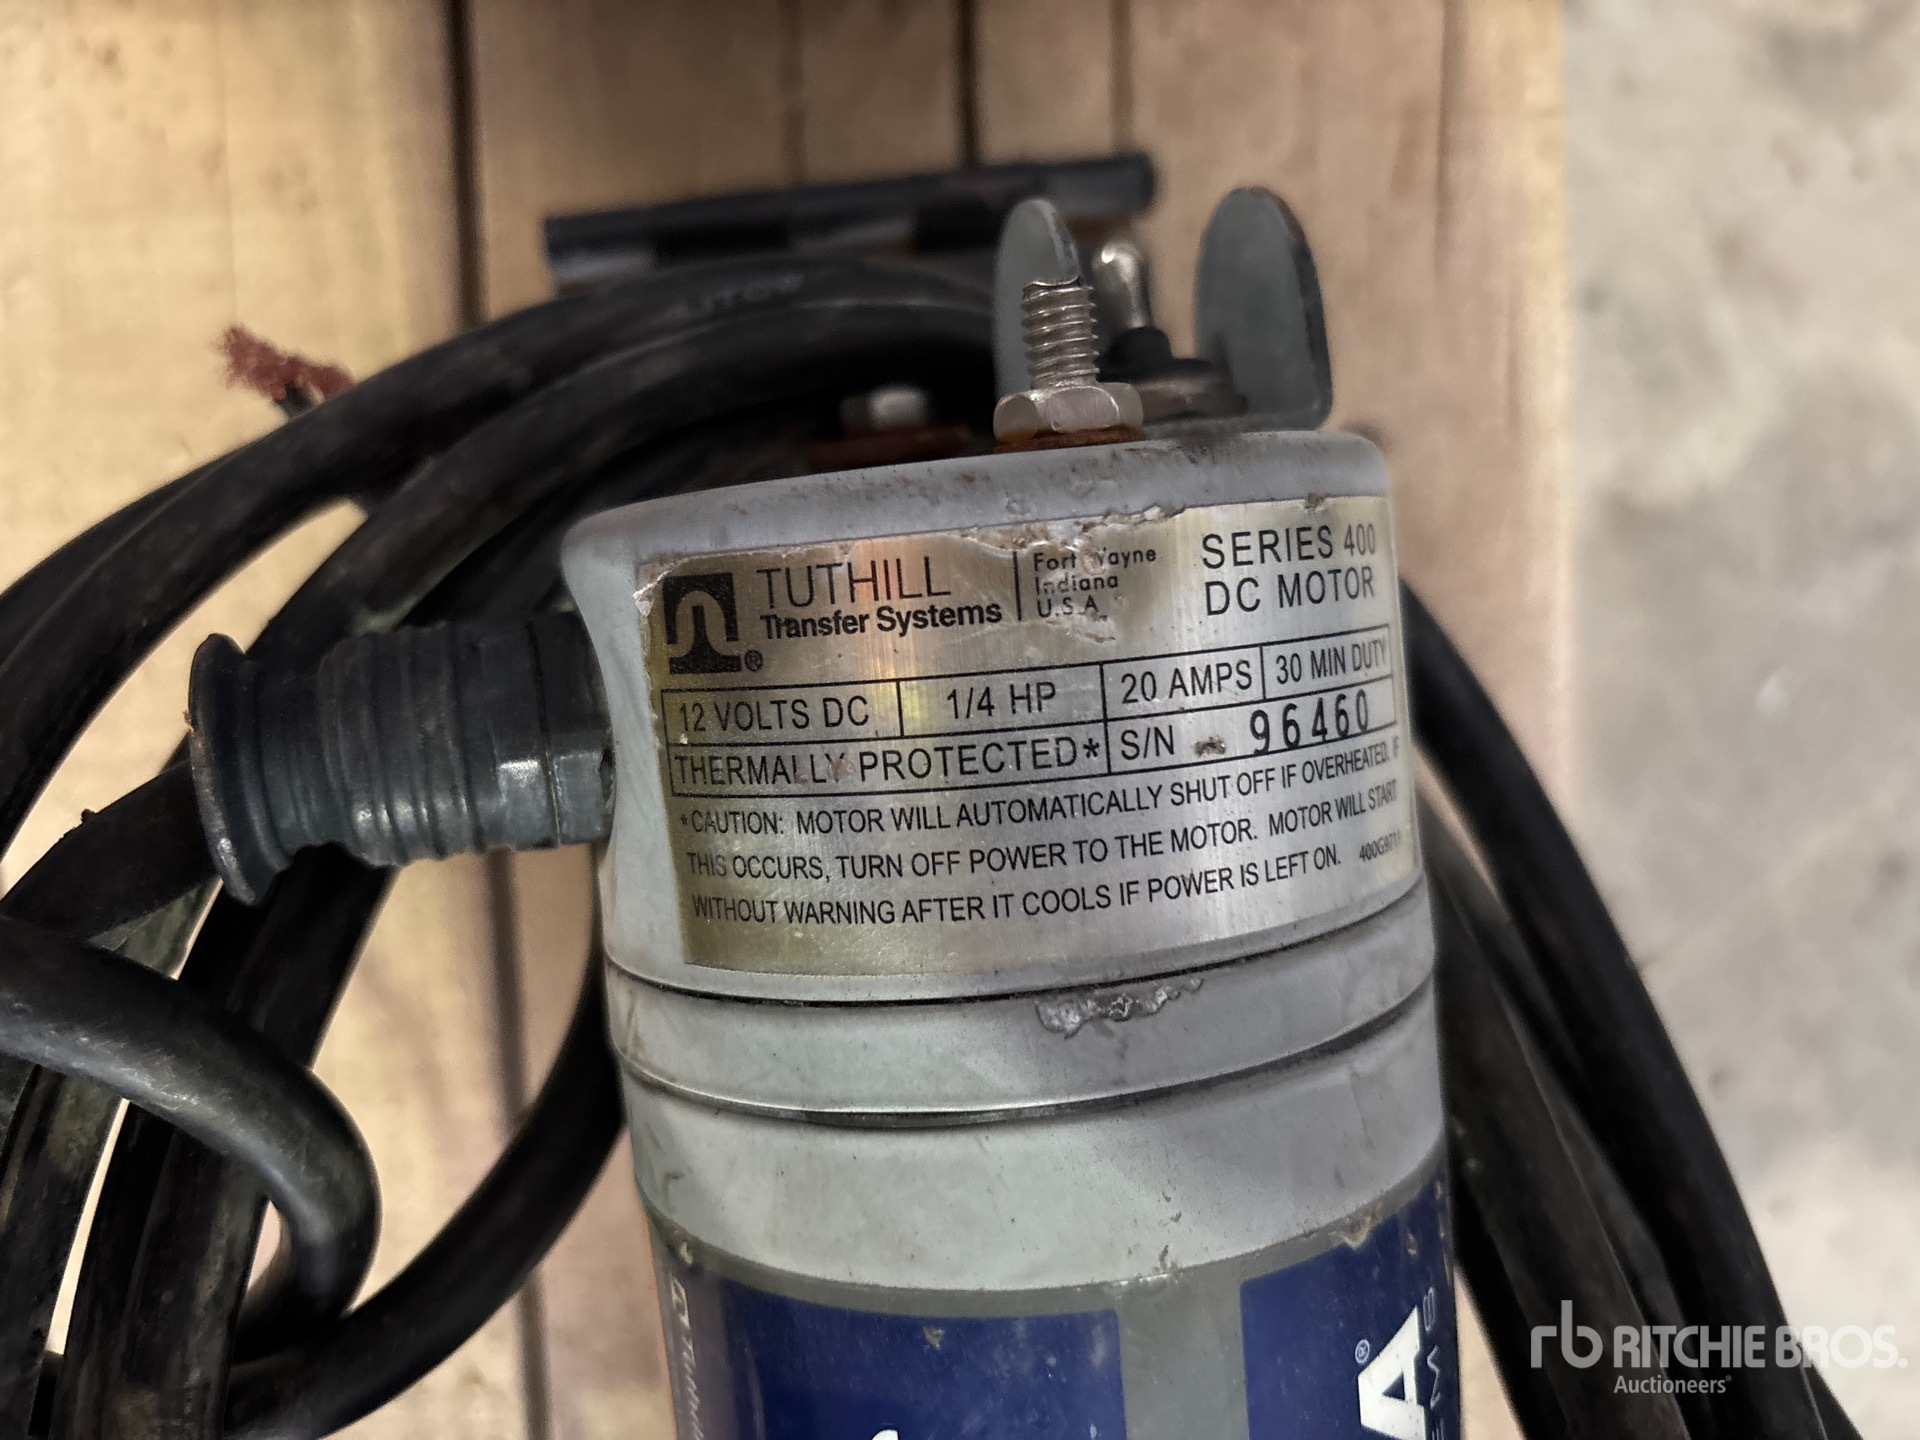 TUTHILL
Transfer Systems
Fort Wayne
Indiana
U.S.A
SERIES 400
DC MOTOR
®
12 VOLTS DC
1/4 HP
20 AMPS
30 MIN DUTY
THERMALLY PROTECTED*
S/N 96460
*CAUTION: MOTOR WILL AUTOMATICALLY SHUT OFF IF OVERHEATED. IF
THIS OCCURS, TURN OFF POWER TO THE MOTOR. MOTOR WILL START
WITHOUT WARNING AFTER IT COOLS IF POWER IS LEFT ON.
A®
EMS
rb RITCHIE BROS.
Auctioneers®